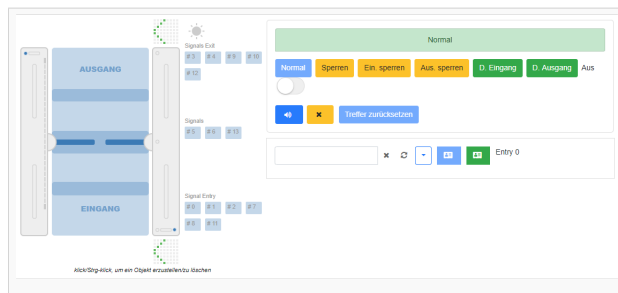 Signals Exit
# 3 # 4 # 9 # 10
# 12
AUSGANG
Signals
# 5 # 6 # 13
EINGANG
Signal Entry
# 0 # 1 # 2 # 7
# 8 # 11
klick/Strg-klick, um ein Objekt erzustellen/zu löschen
Normal
Normal Sperren Ein. sperren Aus. sperren D. Eingang D. Ausgang Aus
Treffer zurücksetzen
Entry 0